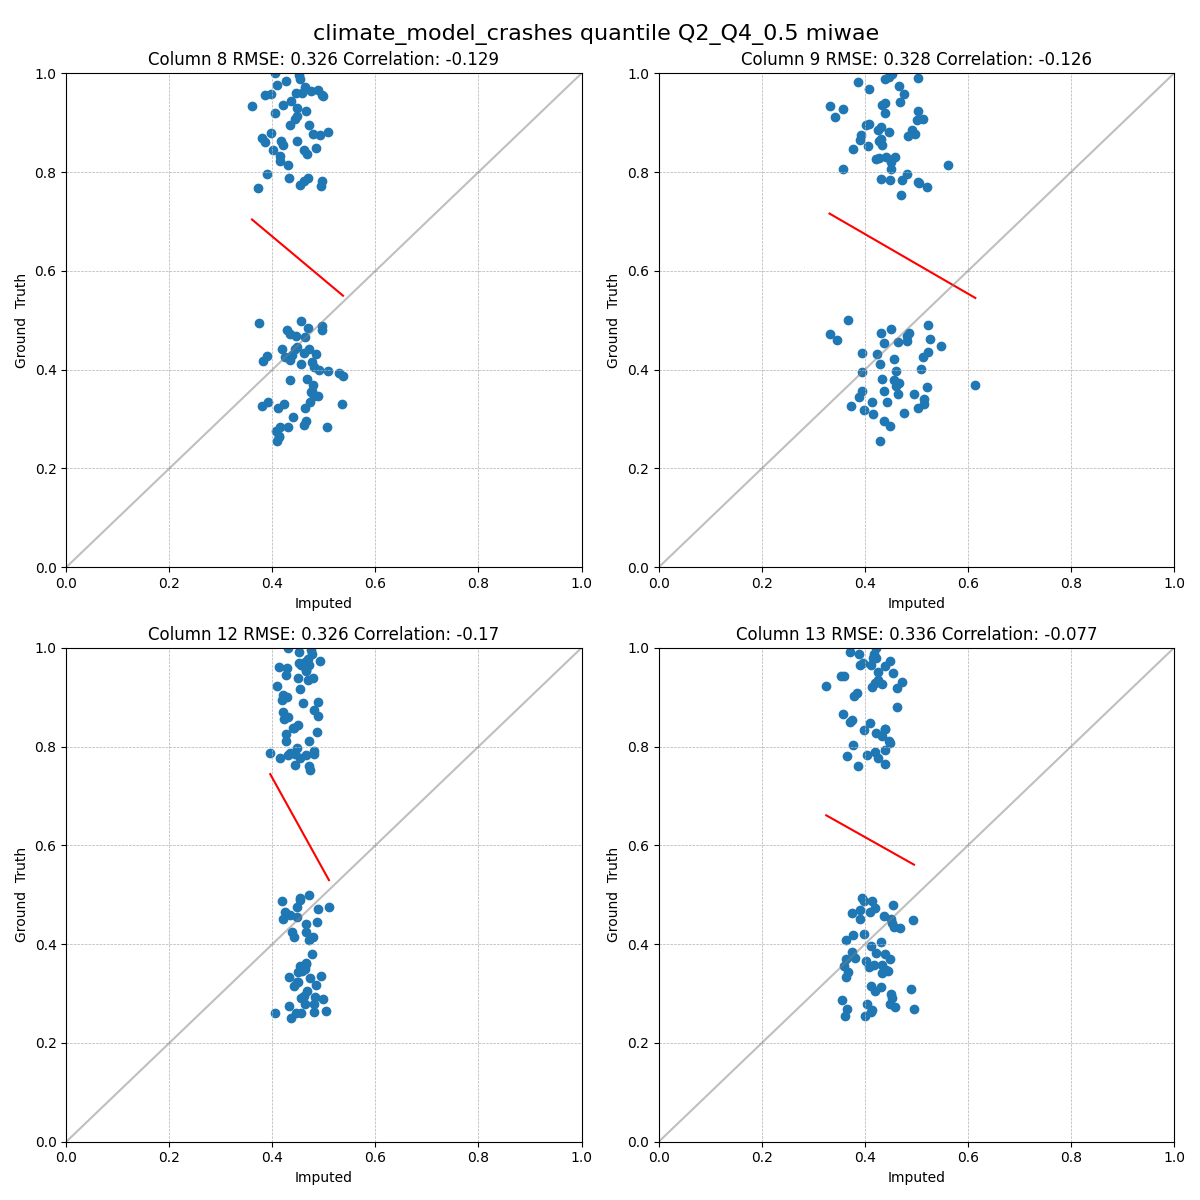 climate_model_crashes quantile Q2_Q4_0.5 miwae
Column 8 RMSE: 0.326 Correlation: -0.129
Column 9 RMSE: 0.328 Correlation: -0.126
1.0
0.8
0.6
0.4
0.2
0.0
Ground Truth
0.0 0.2 0.4 0.6 0.8 1.0
Imputed
1.0
0.8
0.6
0.4
0.2
0.0
Ground Truth
0.0 0.2 0.4 0.6 0.8 1.0
Imputed
Column 12 RMSE: 0.326 Correlation: -0.17
Column 13 RMSE: 0.336 Correlation: -0.077
1.0
0.8
0.6
0.4
0.2
0.0
Ground Truth
0.0 0.2 0.4 0.6 0.8 1.0
Imputed
1.0
0.8
0.6
0.4
0.2
0.0
Ground Truth
0.0 0.2 0.4 0.6 0.8 1.0
Imputed